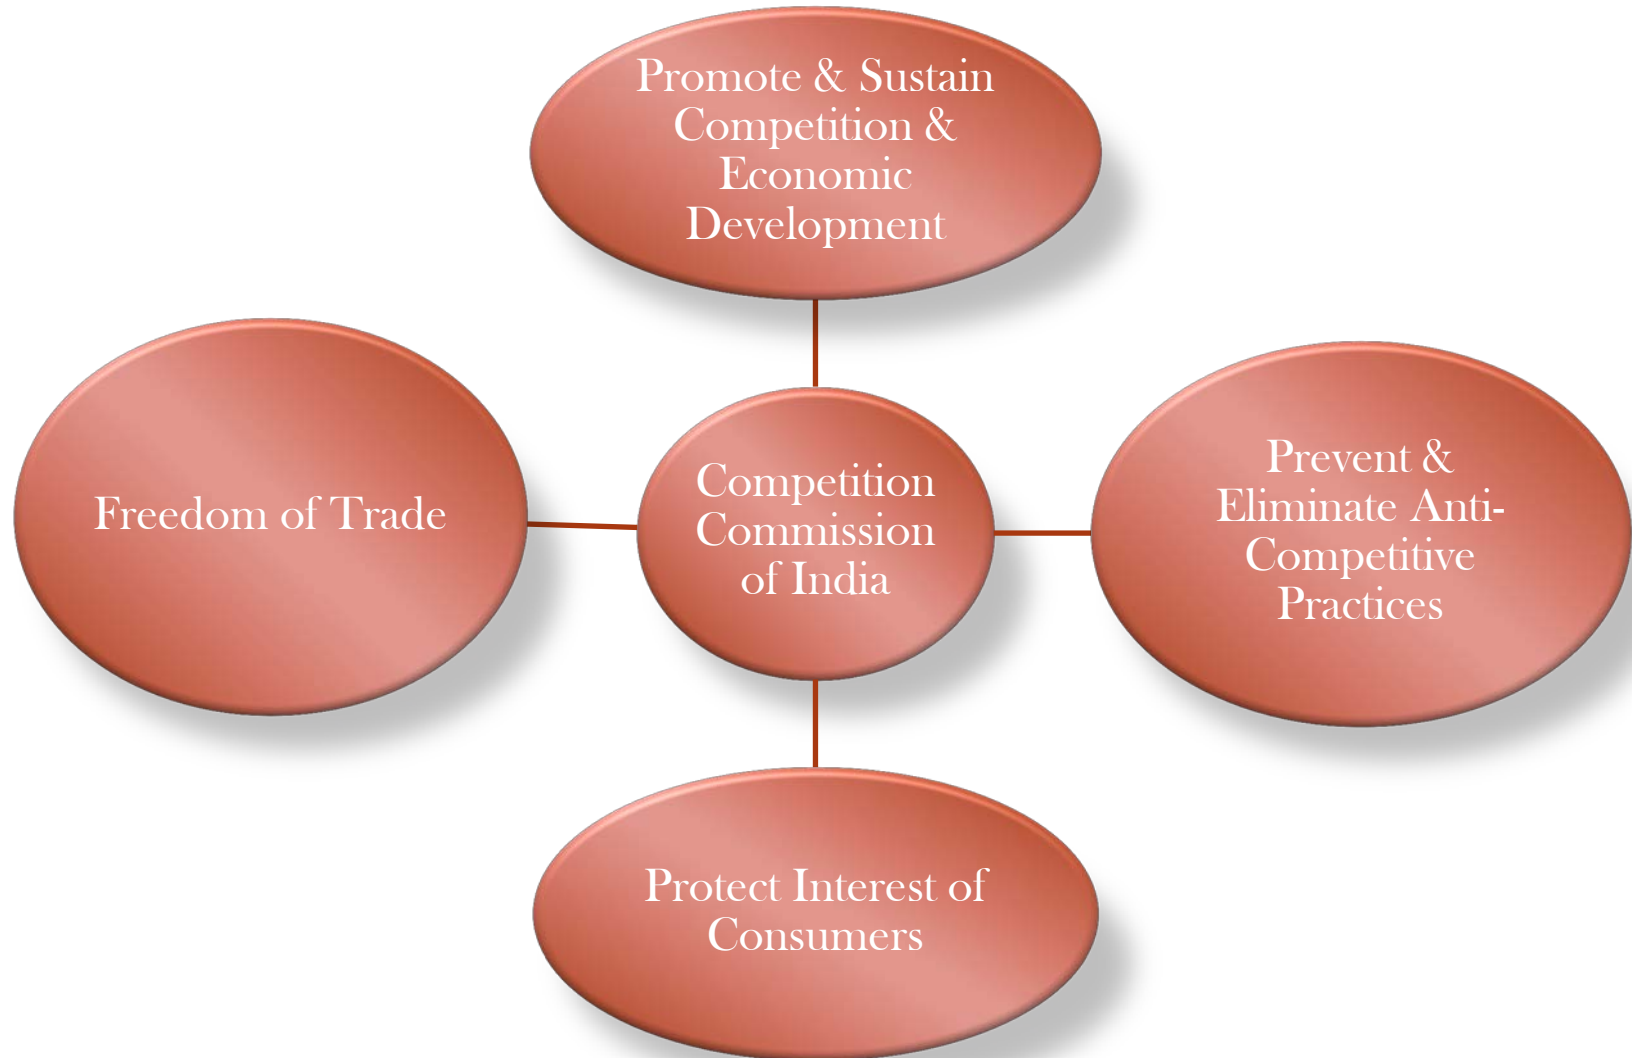 Promote & Sustain
Competition &
Economic
Development
Freedom of Trade
Competition
Commission
of India
Prevent &
Eliminate Anti-
Competitive
Practices
Protect Interest of
Consumers